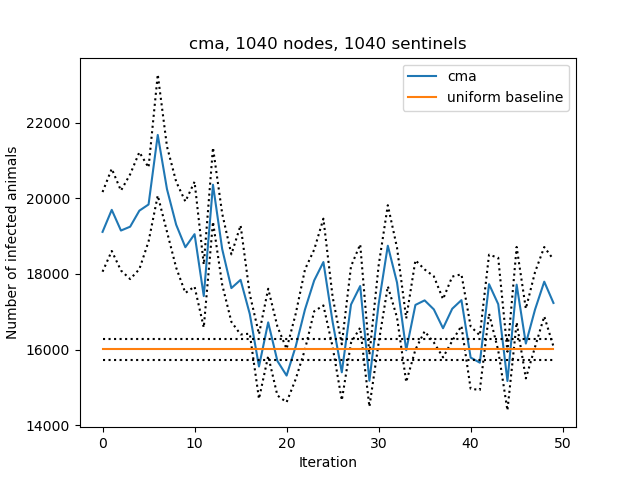 cma, 1040 nodes, 1040 sentinels
cma
uniform baseline
Number of infected animals
22000
20000
18000
16000
14000
0 10 20 30 40 50
Iteration